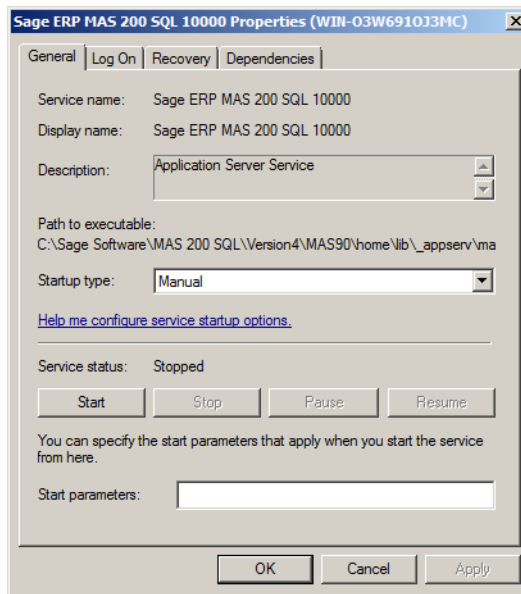 Sage ERP MAS 200 SQL 10000 Properties (WIN-O3W691OJ3MC)
General Log On Recovery Dependencies
Service name: Sage ERP MAS 200 SQL 10000
Display name: Sage ERP MAS 200 SQL 10000
Description: Application Server Service
Path to executable:
C:\Sage Software\MAS 200 SQL\Version4\MAS90\home\lib\_appserv\ma
Startup type: Manual
Help me configure service startup options.
Service status: Stopped
Start Stop Pause Resume
You can specify the start parameters that apply when you start the service
from here.
Start parameters:
OK Cancel Apply